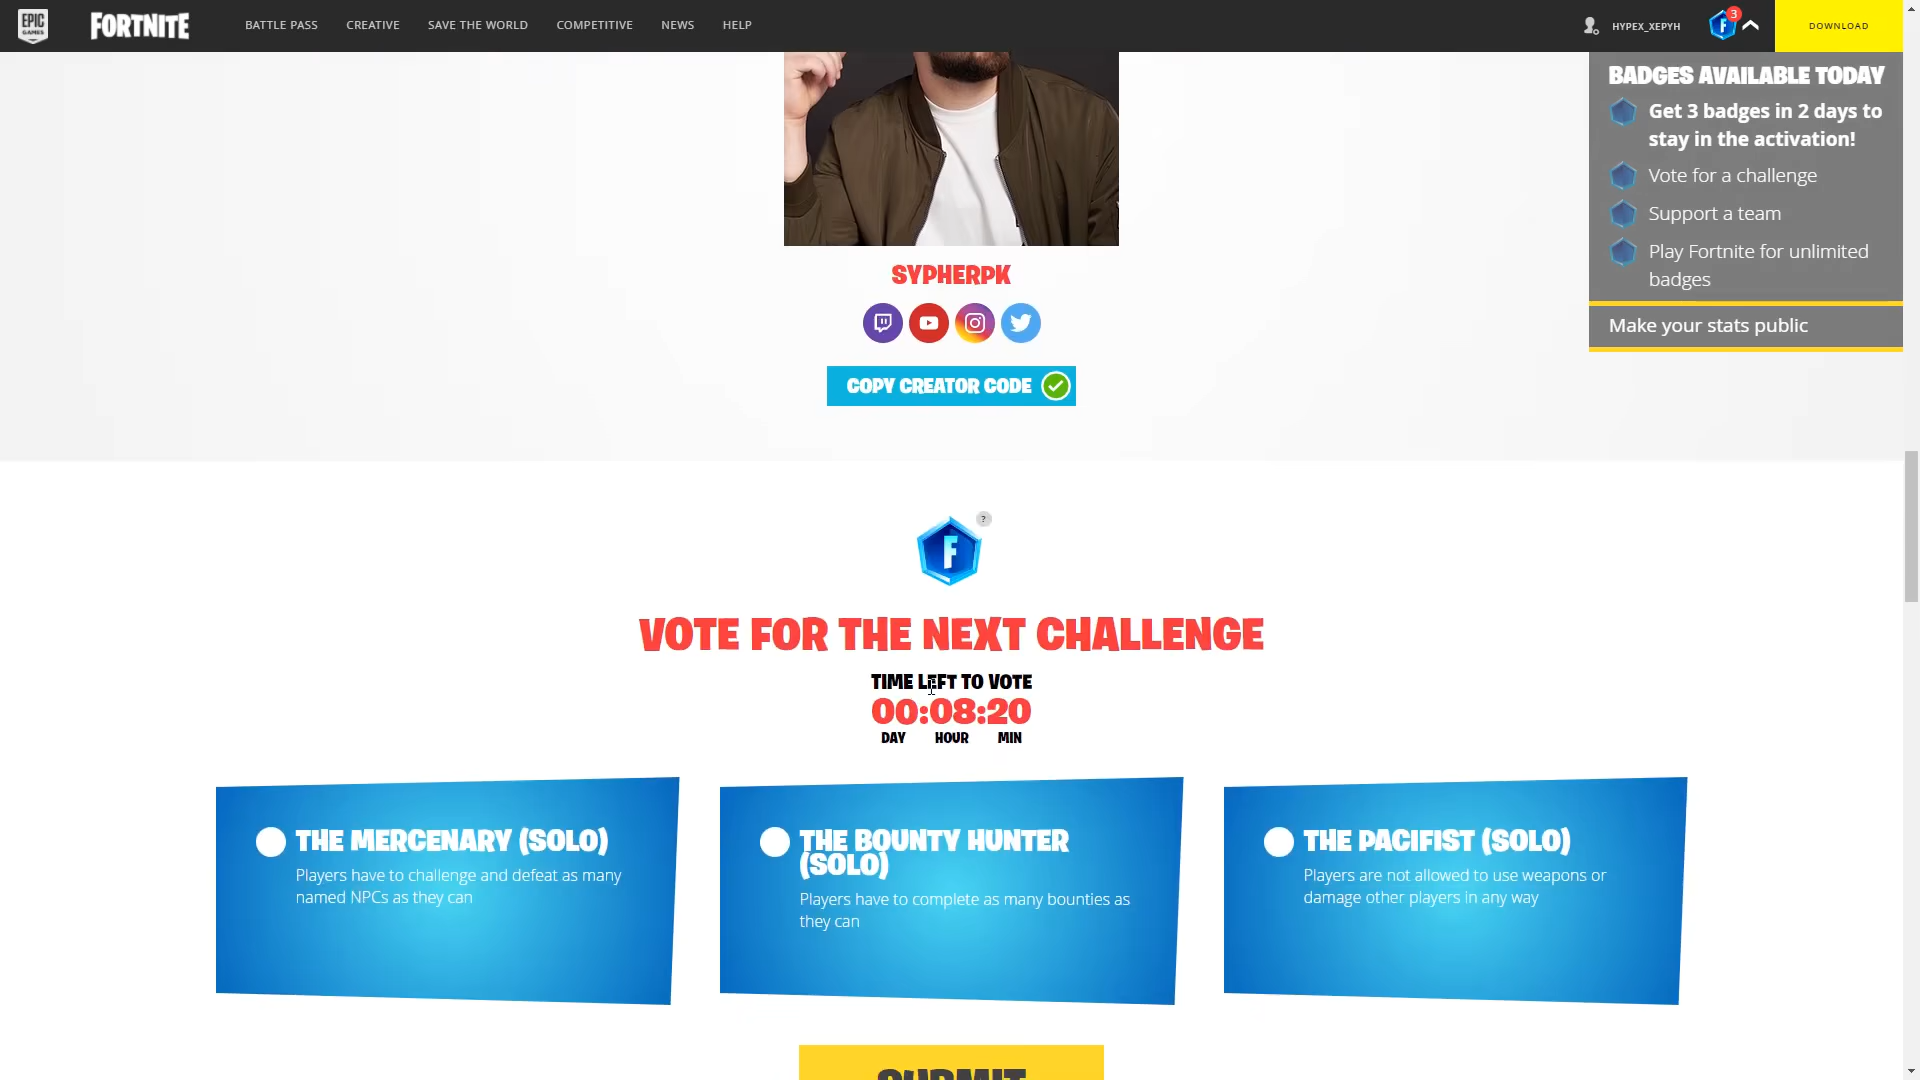 EPIC GAMES
FORTNITE
BATTLE PASS
CREATIVE
SAVE THE WORLD
COMPETITIVE
NEWS
HELP
HYPEX_XEPYH
3
F
DOWNLOAD
BADGES AVAILABLE TODAY
Get 3 badges in 2 days to
stay in the activation!
Vote for a challenge
Support a team
Play Fortnite for unlimited
badges
Make your stats public
SYPHERPK
COPY CREATOR CODE
?
F
VOTE FOR THE NEXT CHALLENGE
TIME LEFT TO VOTE
00:08:20
DAY HOUR MIN
THE MERCENARY (SOLO)
Players have to challenge and defeat as many
named NPCs as they can
THE BOUNTY HUNTER
(SOLO)
Players have to complete as many bounties as
they can
THE PACIFIST (SOLO)
Players are not allowed to use weapons or
damage other players in any way
SUBMIT